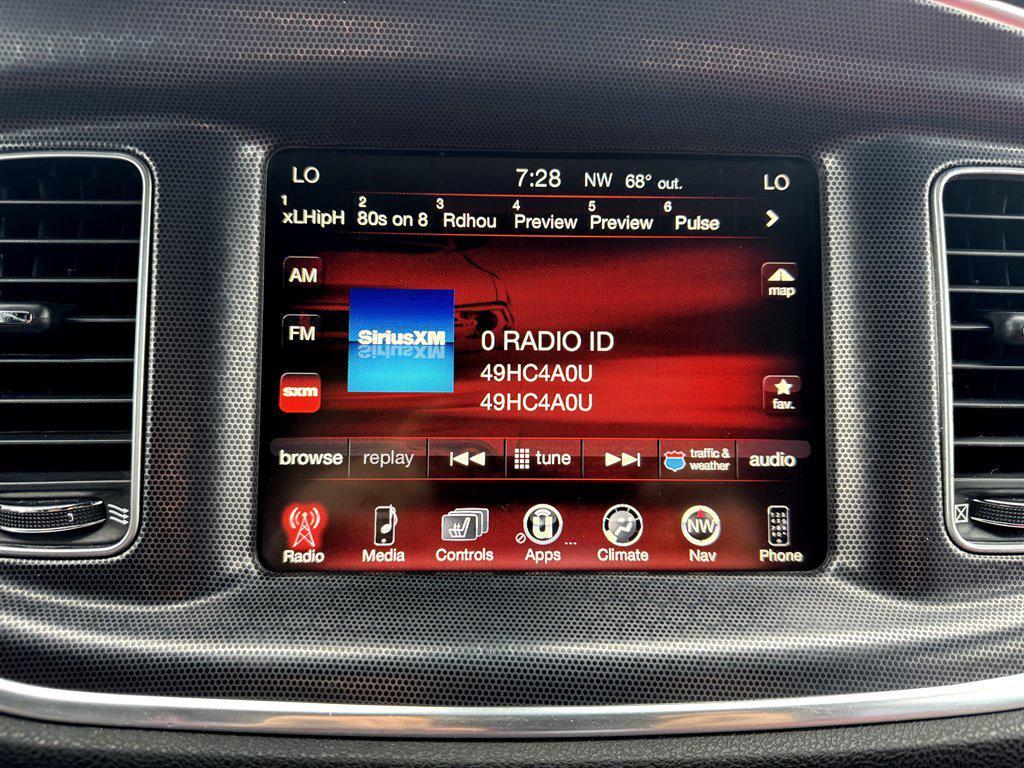 LO 7:28 NW 68° out. LO
1 xLHipH 2 80s on 8 3 Rdhou 4 Preview 5 Preview 6 Pulse
AM
map
SiriusXM
FM
0 RADIO ID
49HC4A0U
sxm
49HC4A0U
fav.
browse replay tune traffic & weather audio
NW
Radio Media Controls Apps Climate Nav Phone